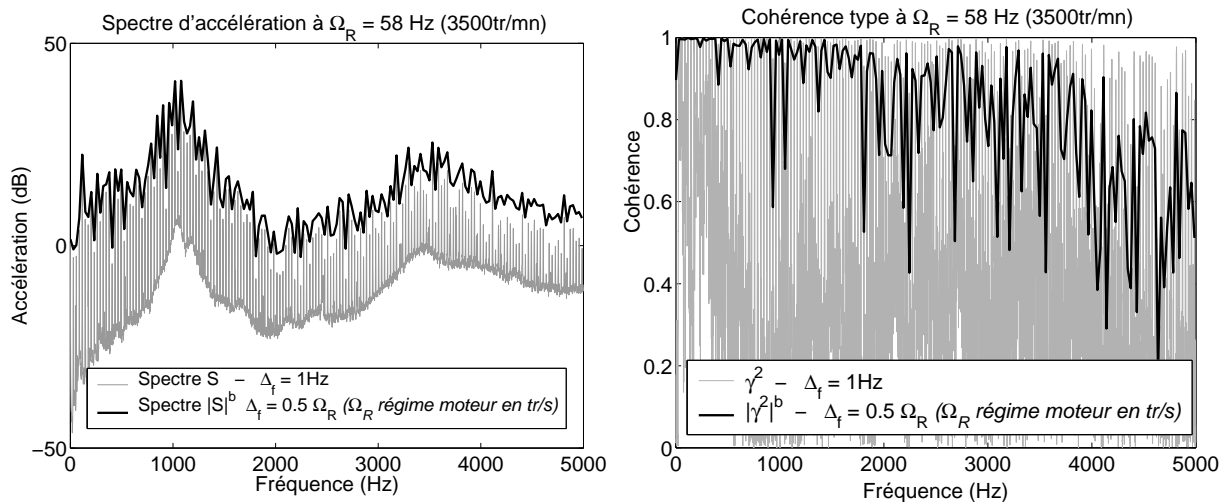 Spectre d'accélération à Ω_R = 58 Hz (3500tr/mn)
50
0
−50
Accélération (dB)
Spectre S − Δ_f = 1Hz
Spectre |S|^b Δ_f = 0.5 Ω_R (Ω_R régime moteur en tr/s)
0 1000 2000 3000 4000 5000
Fréquence (Hz)
Cohérence type à Ω_R = 58 Hz (3500tr/mn)
1
0.8
0.6
0.4
0.2
0
Cohérence
γ^2 − Δ_f = 1Hz
|γ^2|^b − Δ_f = 0.5 Ω_R (Ω_R régime moteur en tr/s)
0 1000 2000 3000 4000 5000
Fréquence (Hz)